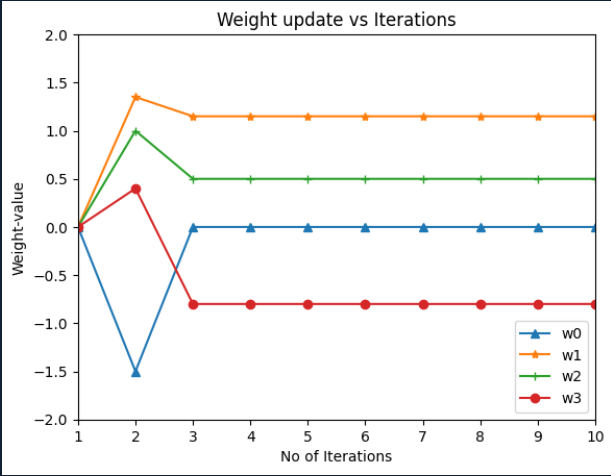 Weight update vs Iterations
2.0
1.5
1.0
0.5
0.0
−0.5
−1.0
−1.5
−2.0
Weight-value
1 2 3 4 5 6 7 8 9 10
No of Iterations
w0
w1
w2
w3